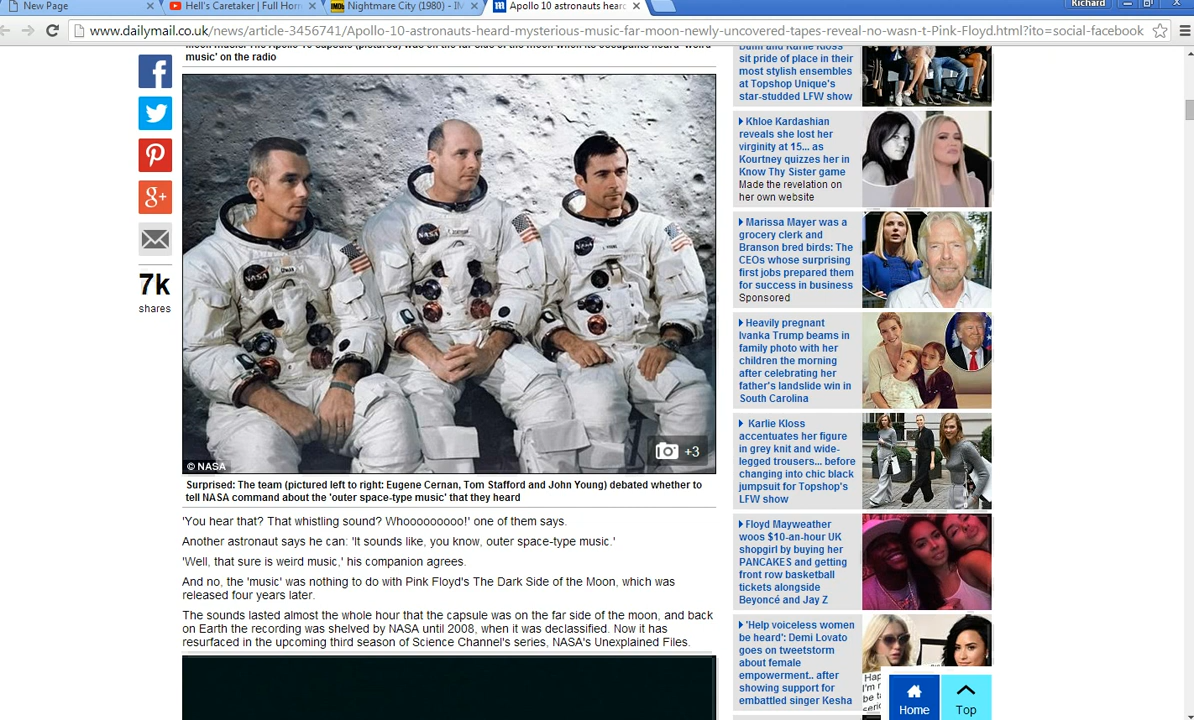 New Page
Hell's Caretaker | Full Horr
Nightmare City (1980) - IM
Apollo 10 astronauts heard
Richard
www.dailymail.co.uk/news/article-3456741/Apollo-10-astronauts-heard-mysterious-music-far-moon-newly-uncovered-tapes-reveal-no-wasn-t-Pink-Floyd.html?ito=social-facebook
music' on the radio
7k
shares
NASA
NASA
NASA
+3
© NASA
Surprised: The team (pictured left to right: Eugene Cernan, Tom Stafford and John Young) debated whether to
tell NASA command about the 'outer space-type music' that they heard
'You hear that? That whistling sound? Whooooooooo!' one of them says.
Another astronaut says he can: 'It sounds like, you know, outer space-type music.'
'Well, that sure is weird music,' his companion agrees.
And no, the 'music' was nothing to do with Pink Floyd's The Dark Side of the Moon, which was
released four years later.
The sounds lasted almost the whole hour that the capsule was on the far side of the moon, and back
on Earth the recording was shelved by NASA until 2008, when it was declassified. Now it has
resurfaced in the upcoming third season of Science Channel's series, NASA's Unexplained Files.
sit pride of place in their
most stylish ensembles
at Topshop Unique's
star-studded LFW show
Khloe Kardashian
reveals she lost her
virginity at 15... as
Kourtney quizzes her in
Know Thy Sister game
Made the revelation on
her own website
Marissa Mayer was a
grocery clerk and
Branson bred birds: The
CEOs whose surprising
first jobs prepared them
for success in business
Sponsored
Heavily pregnant
Ivanka Trump beams in
family photo with her
children the morning
after celebrating her
father's landslide win in
South Carolina
Karlie Kloss
accentuates her figure
in grey knit and wide-
legged trousers... before
changing into chic black
jumpsuit for Topshop's
LFW show
Floyd Mayweather
woos $10-an-hour UK
shopgirl by buying her
PANCAKES and getting
front row basketball
tickets alongside
Beyoncé and Jay Z
'Help voiceless women
be heard': Demi Lovato
goes on tweetstorm
about female
empowerment.. after
showing support for
embattled singer Kesha
Home
Top